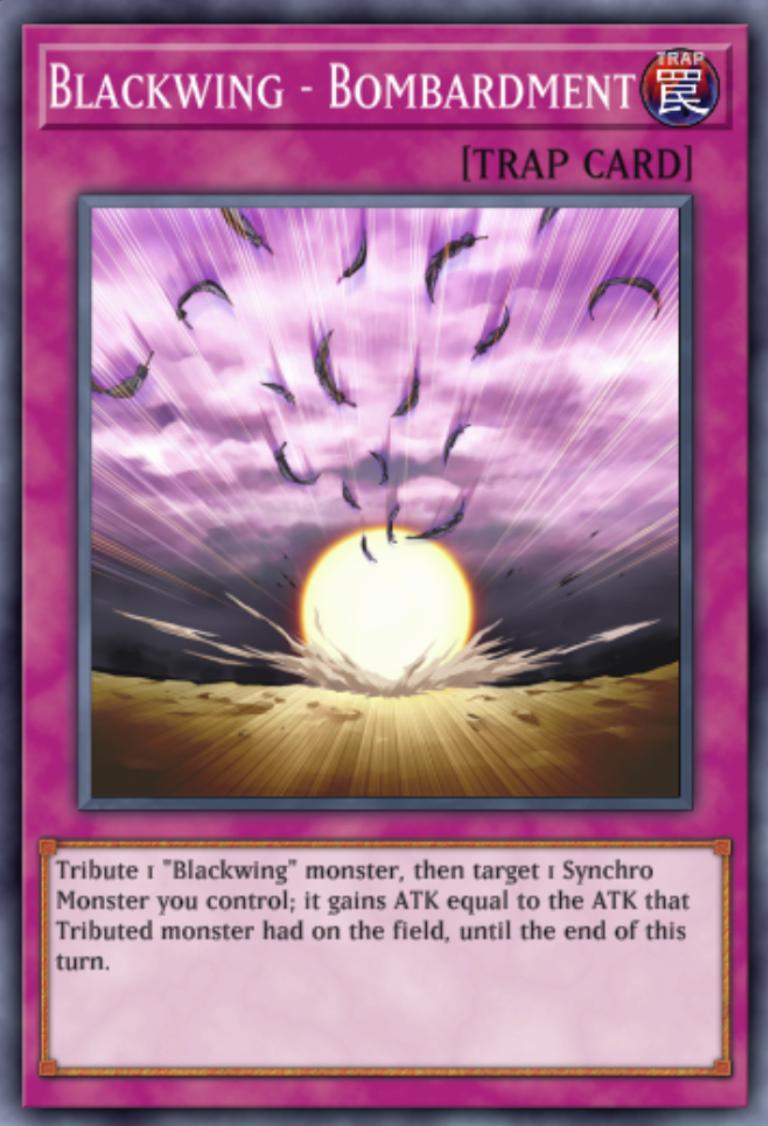 BLACKWING - BOMBARDMENT
TRAP
罠
[TRAP CARD]
Tribute 1 "Blackwing" monster, then target 1 Synchro
Monster you control; it gains ATK equal to the ATK that
Tributed monster had on the field, until the end of this
turn.